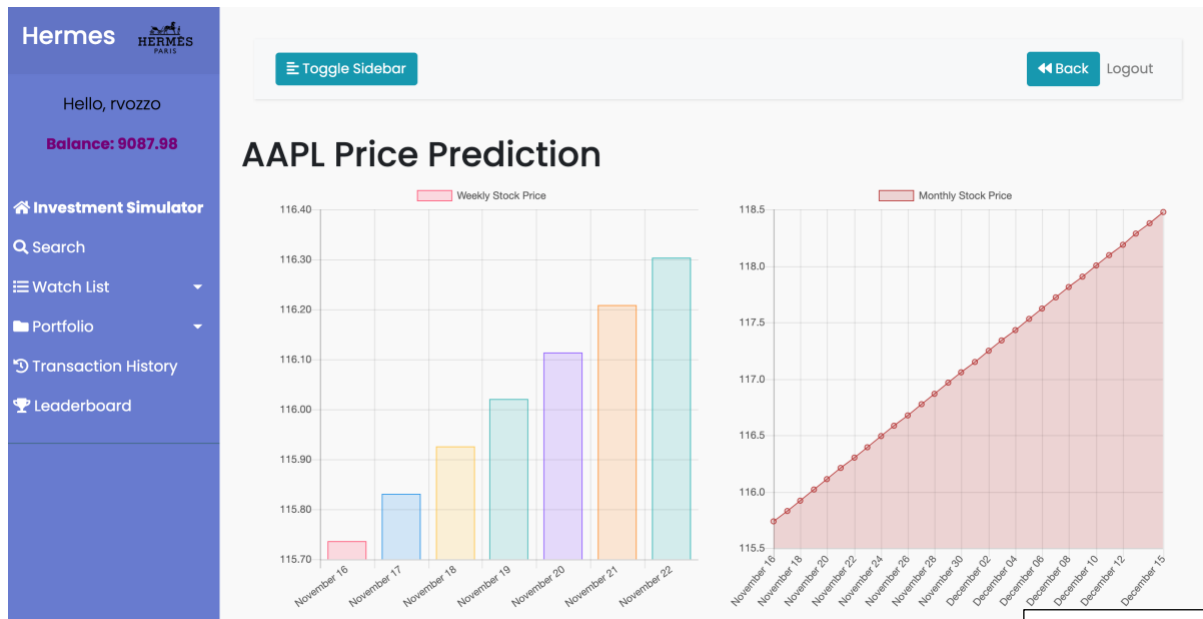 Hermes
HERMÈS
PARIS
Hello, rvozzo
Balance: 9087.98
Investment Simulator
Search
Watch List
Portfolio
Transaction History
Leaderboard
Toggle Sidebar
Back Logout
AAPL Price Prediction
Weekly Stock Price
116.40
116.30
116.20
116.10
116.00
115.90
115.80
115.70
November 16
November 17
November 18
November 19
November 20
November 21
November 22
Monthly Stock Price
118.5
118.0
117.5
117.0
116.5
116.0
115.5
November 16
November 18
November 20
November 22
November 24
November 26
November 28
November 30
December 02
December 04
December 06
December 08
December 10
December 12
December 15